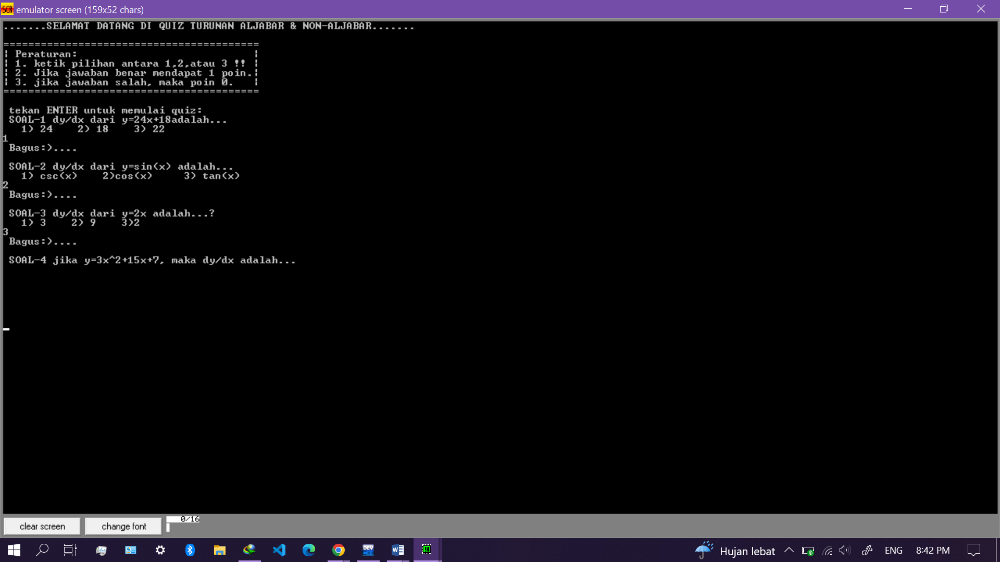 emulator screen (159x52 chars)
.......SELAMAT DATANG DI QUIZ TURUNAN ALJABAR & NON-ALJABAR.......
=========================================
¦ Peraturan: ¦
¦ 1. ketik pilihan antara 1,2,atau 3 !! ¦
¦ 2. Jika jawaban benar mendapat 1 poin.¦
¦ 3. jika jawaban salah, maka poin 0. ¦
=========================================
tekan ENTER untuk memulai quiz:
SOAL-1 dy/dx dari y=24x+18adalah...
1) 24 2) 18 3) 22
1
Bagus:)....
SOAL-2 dy/dx dari y=sin(x) adalah...
1) csc(x) 2)cos(x) 3) tan(x)
2
Bagus:)....
SOAL-3 dy/dx dari y=2x adalah...?
1) 3 2) 9 3)2
3
Bagus:)....
SOAL-4 jika y=3x^2+15x+7, maka dy/dx adalah...
clear screen change font 0/16
Hujan lebat ENG 8:42 PM